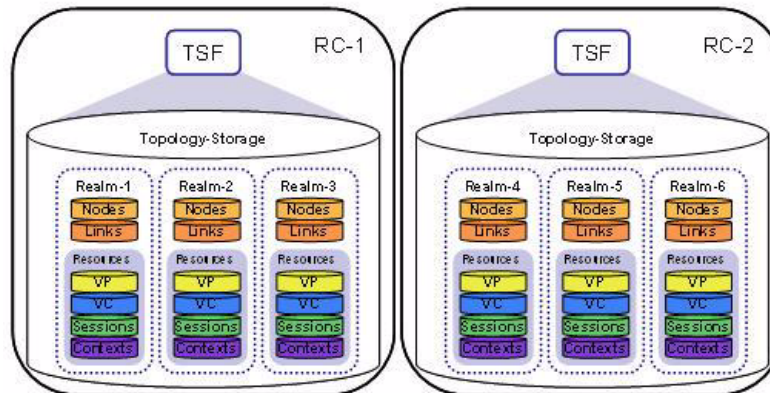 TSF RC-1
Topology-Storage
Realm-1 Realm-2 Realm-3
Nodes Nodes Nodes
Links Links Links
Resources Resources Resources
VP VP VP
VC VC VC
Sessions Sessions Sessions
Contexts Contexts Contexts
TSF RC-2
Topology-Storage
Realm-4 Realm-5 Realm-6
Nodes Nodes Nodes
Links Links Links
Resources Resources Resources
VP VP VP
VC VC VC
Sessions Sessions Sessions
Contexts Contexts Contexts